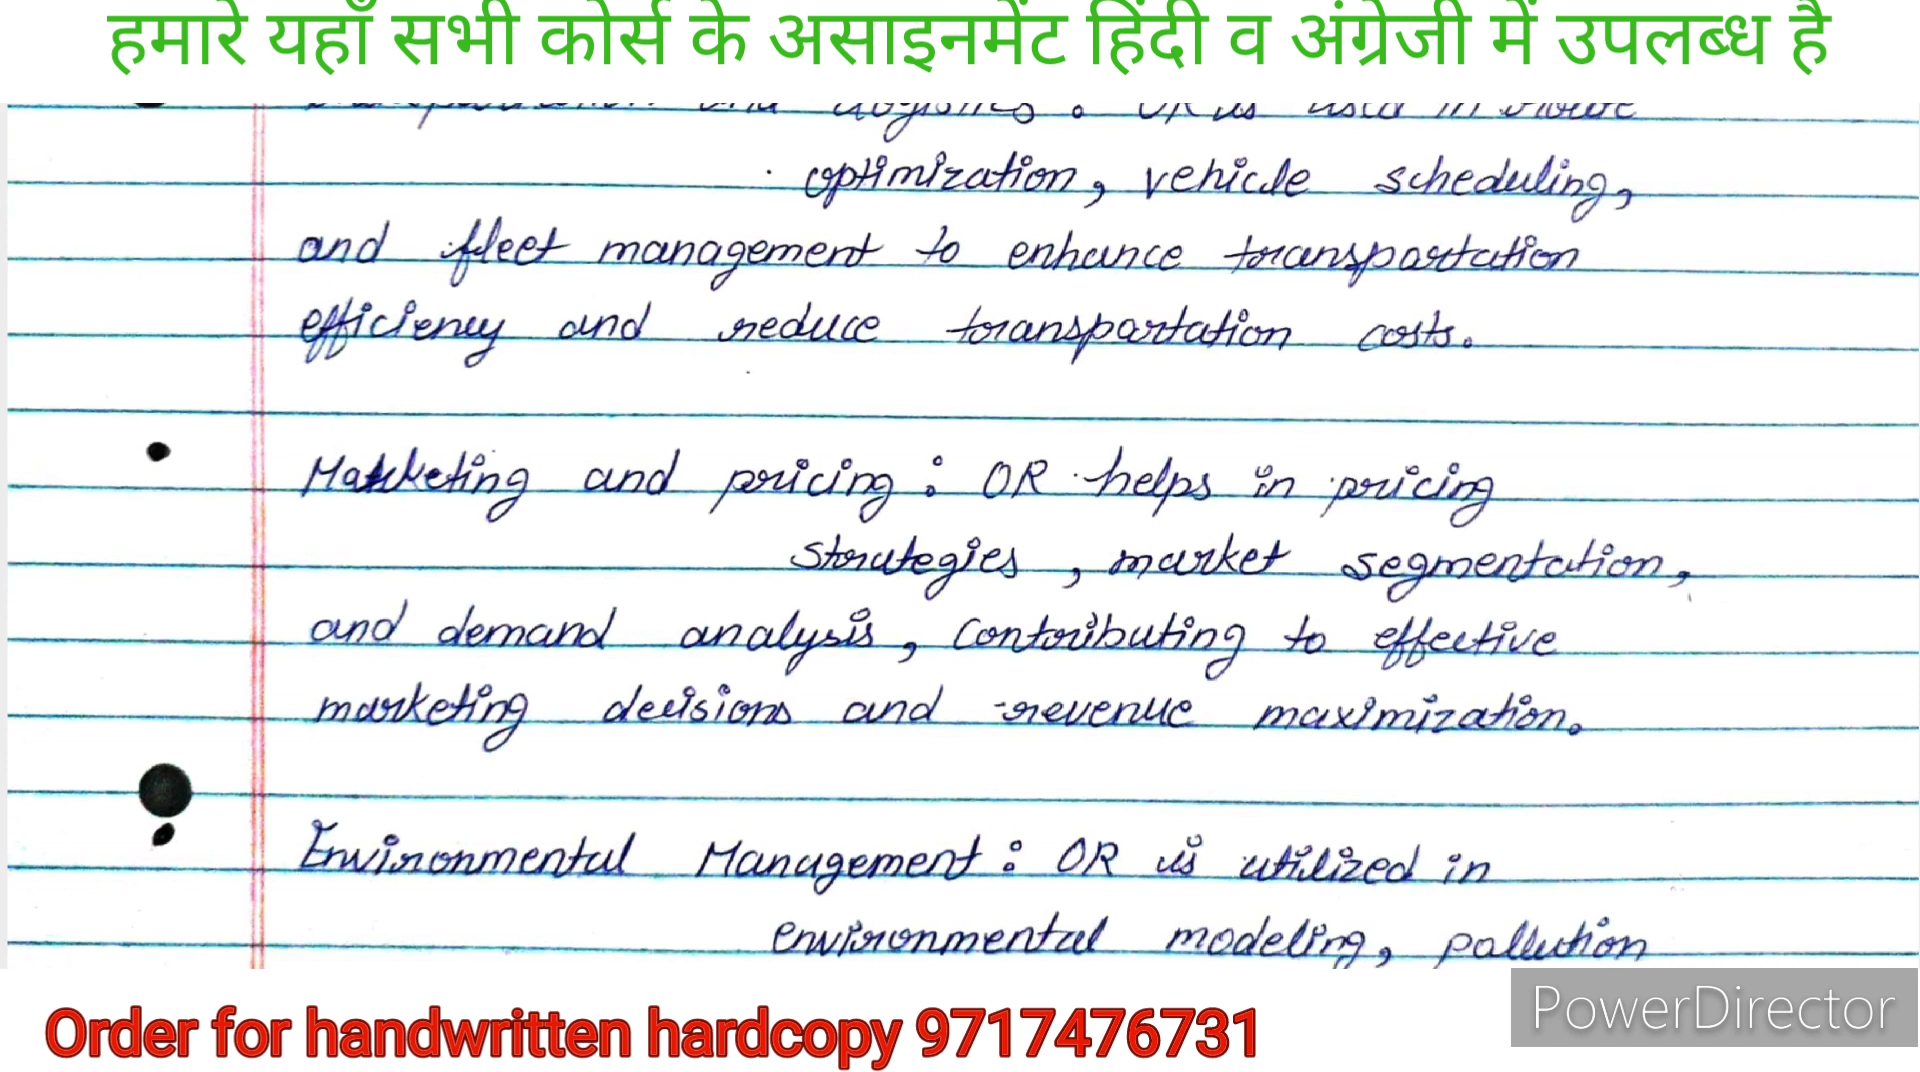 हमारे यहाँ सभी कोर्स के असाइनमेंट हिंदी व अंग्रेजी में उपलब्ध है
and
optimization, vehicle scheduling,
and fleet management to enhance transportation
efficiency and reduce transportation costs.
Marketing and pricing : OR helps in pricing
strategies, market segmentation,
and demand analysis, contributing to effective
marketing decisions and revenue maximization.
Environmental Management : OR is utilized in
environmental modeling, pollution
Order for handwritten hardcopy 9717476731
PowerDirector